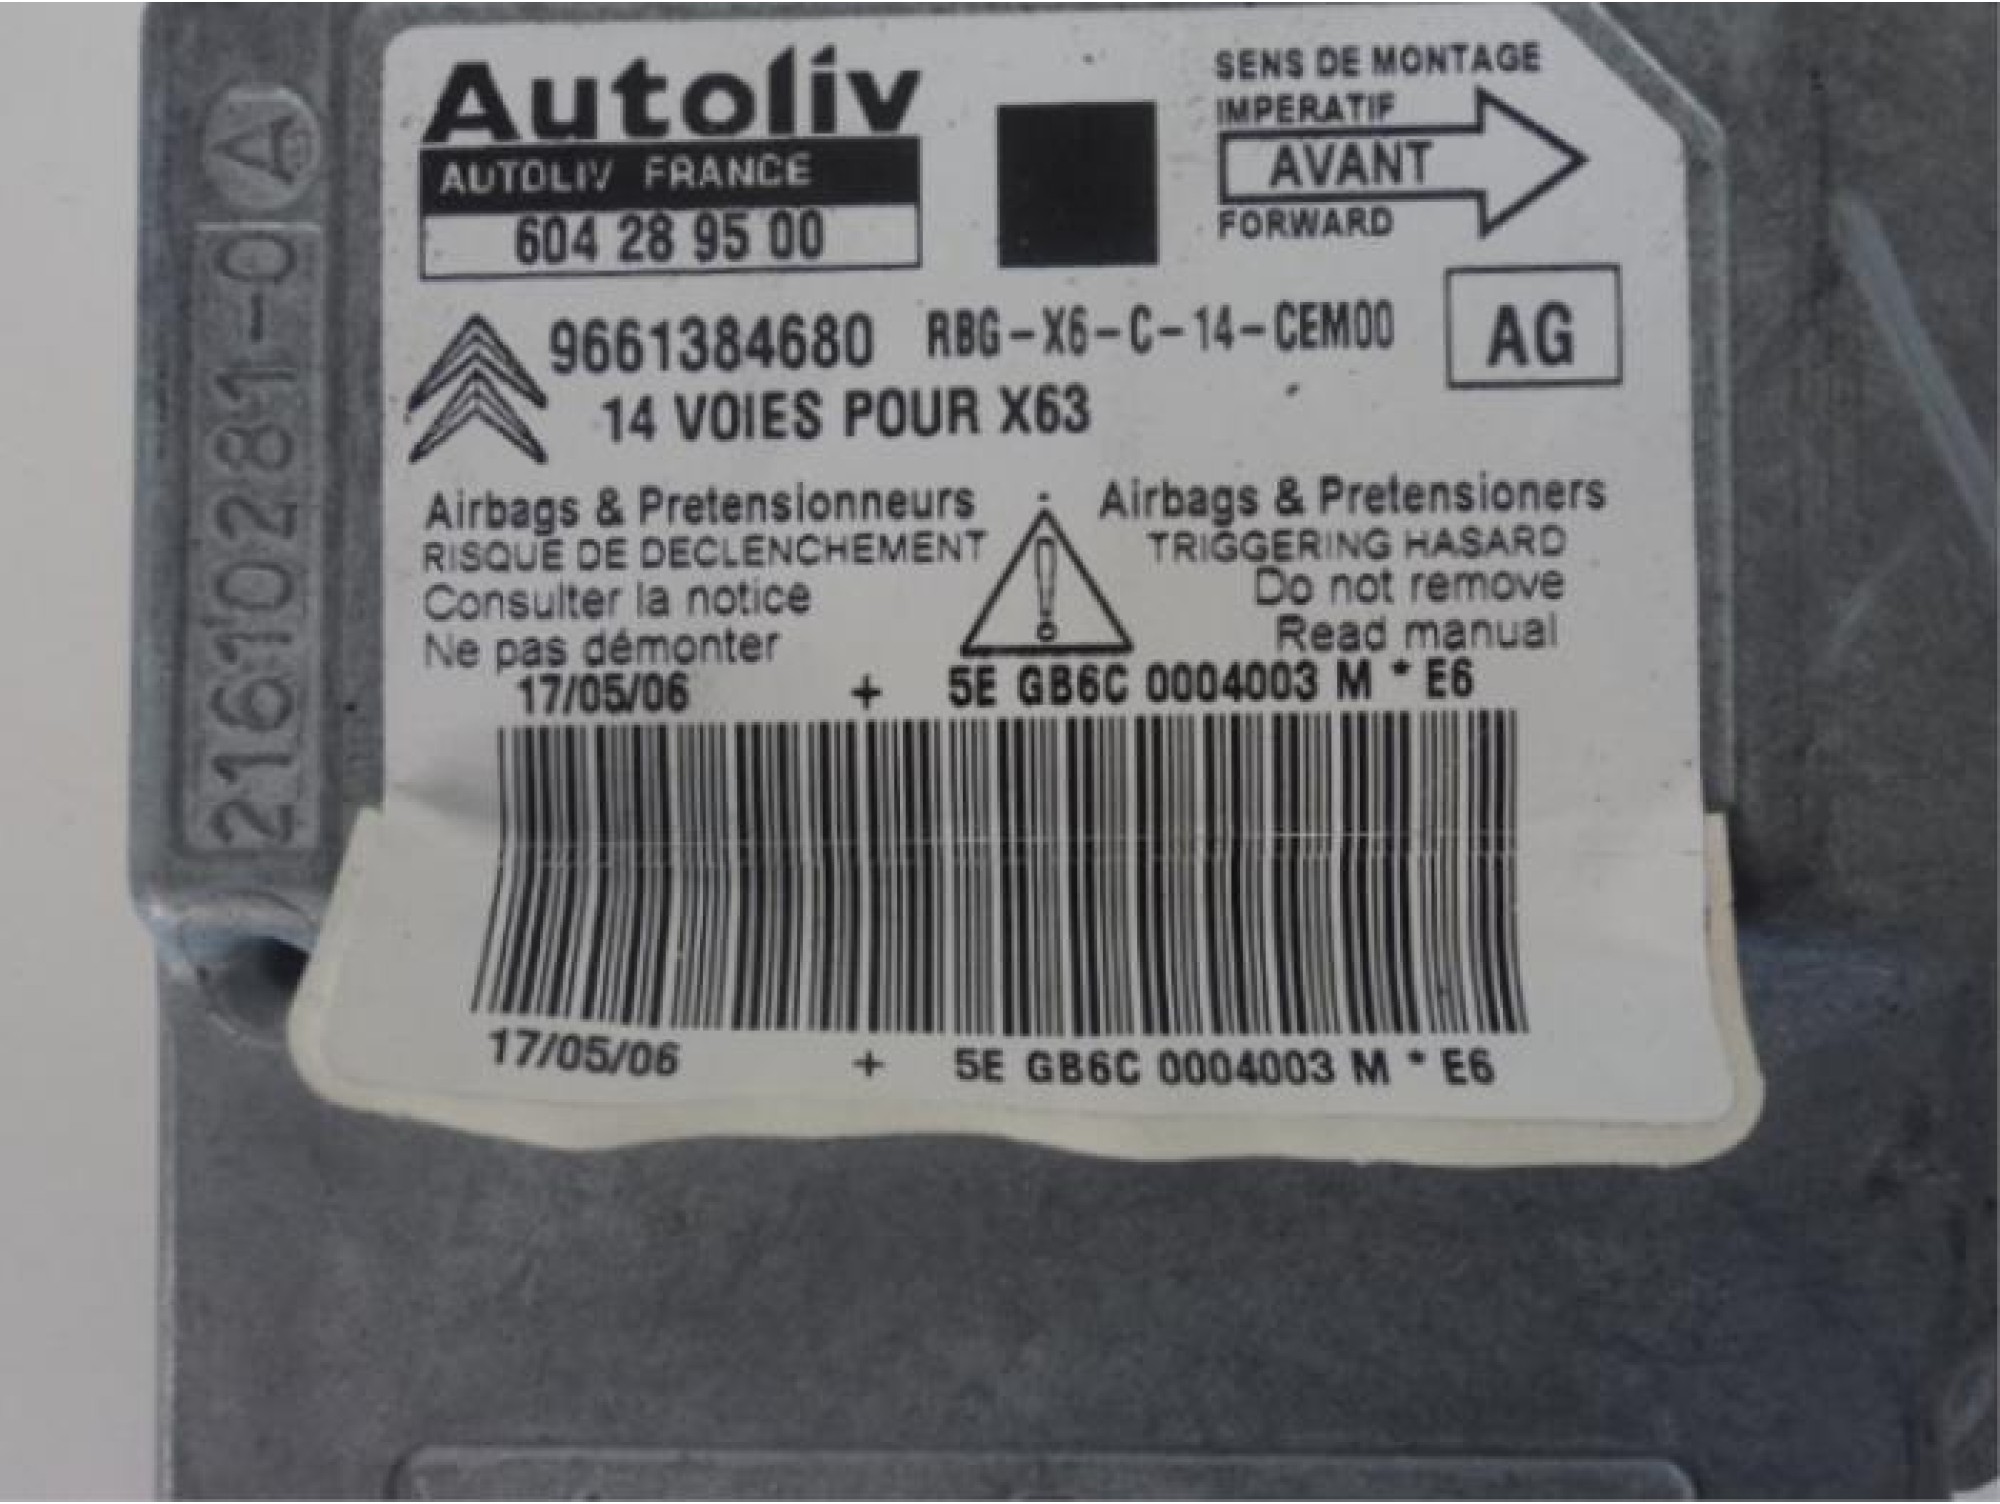 Autoliv
AUTOLIV FRANCE
604 28 95 00
SENS DE MONTAGE
IMPERATIF
AVANT
FORWARD
9661384680 RBG-X6-C-14-CEM00
AG
14 VOIES POUR X63
Airbags & Pretensionneurs
RISQUE DE DECLENCHEMENT
Consulter la notice
Ne pas démonter
Airbags & Pretensioners
TRIGGERING HASARD
Do not remove
Read manual
17/05/06 + 5E GB6C 0004003 M * E6
17/05/06 + 5E GB6C 0004003 M * E6
21610281-0 A